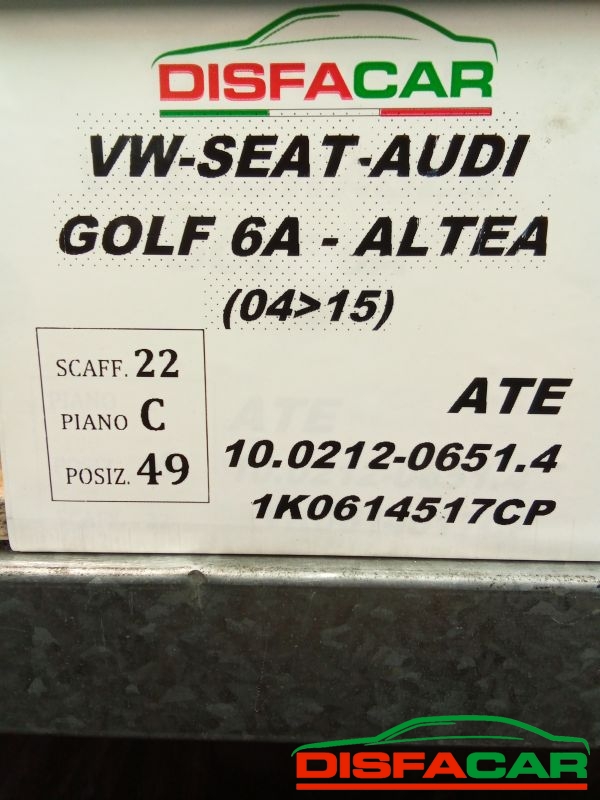 DISFACAR
VW-SEAT-AUDI
GOLF 6A - ALTEA
(04>15)
SCAFF. 22
PIANO C
POSIZ. 49
ATE
10.0212-0651.4
1K0614517CP
DISFACAR